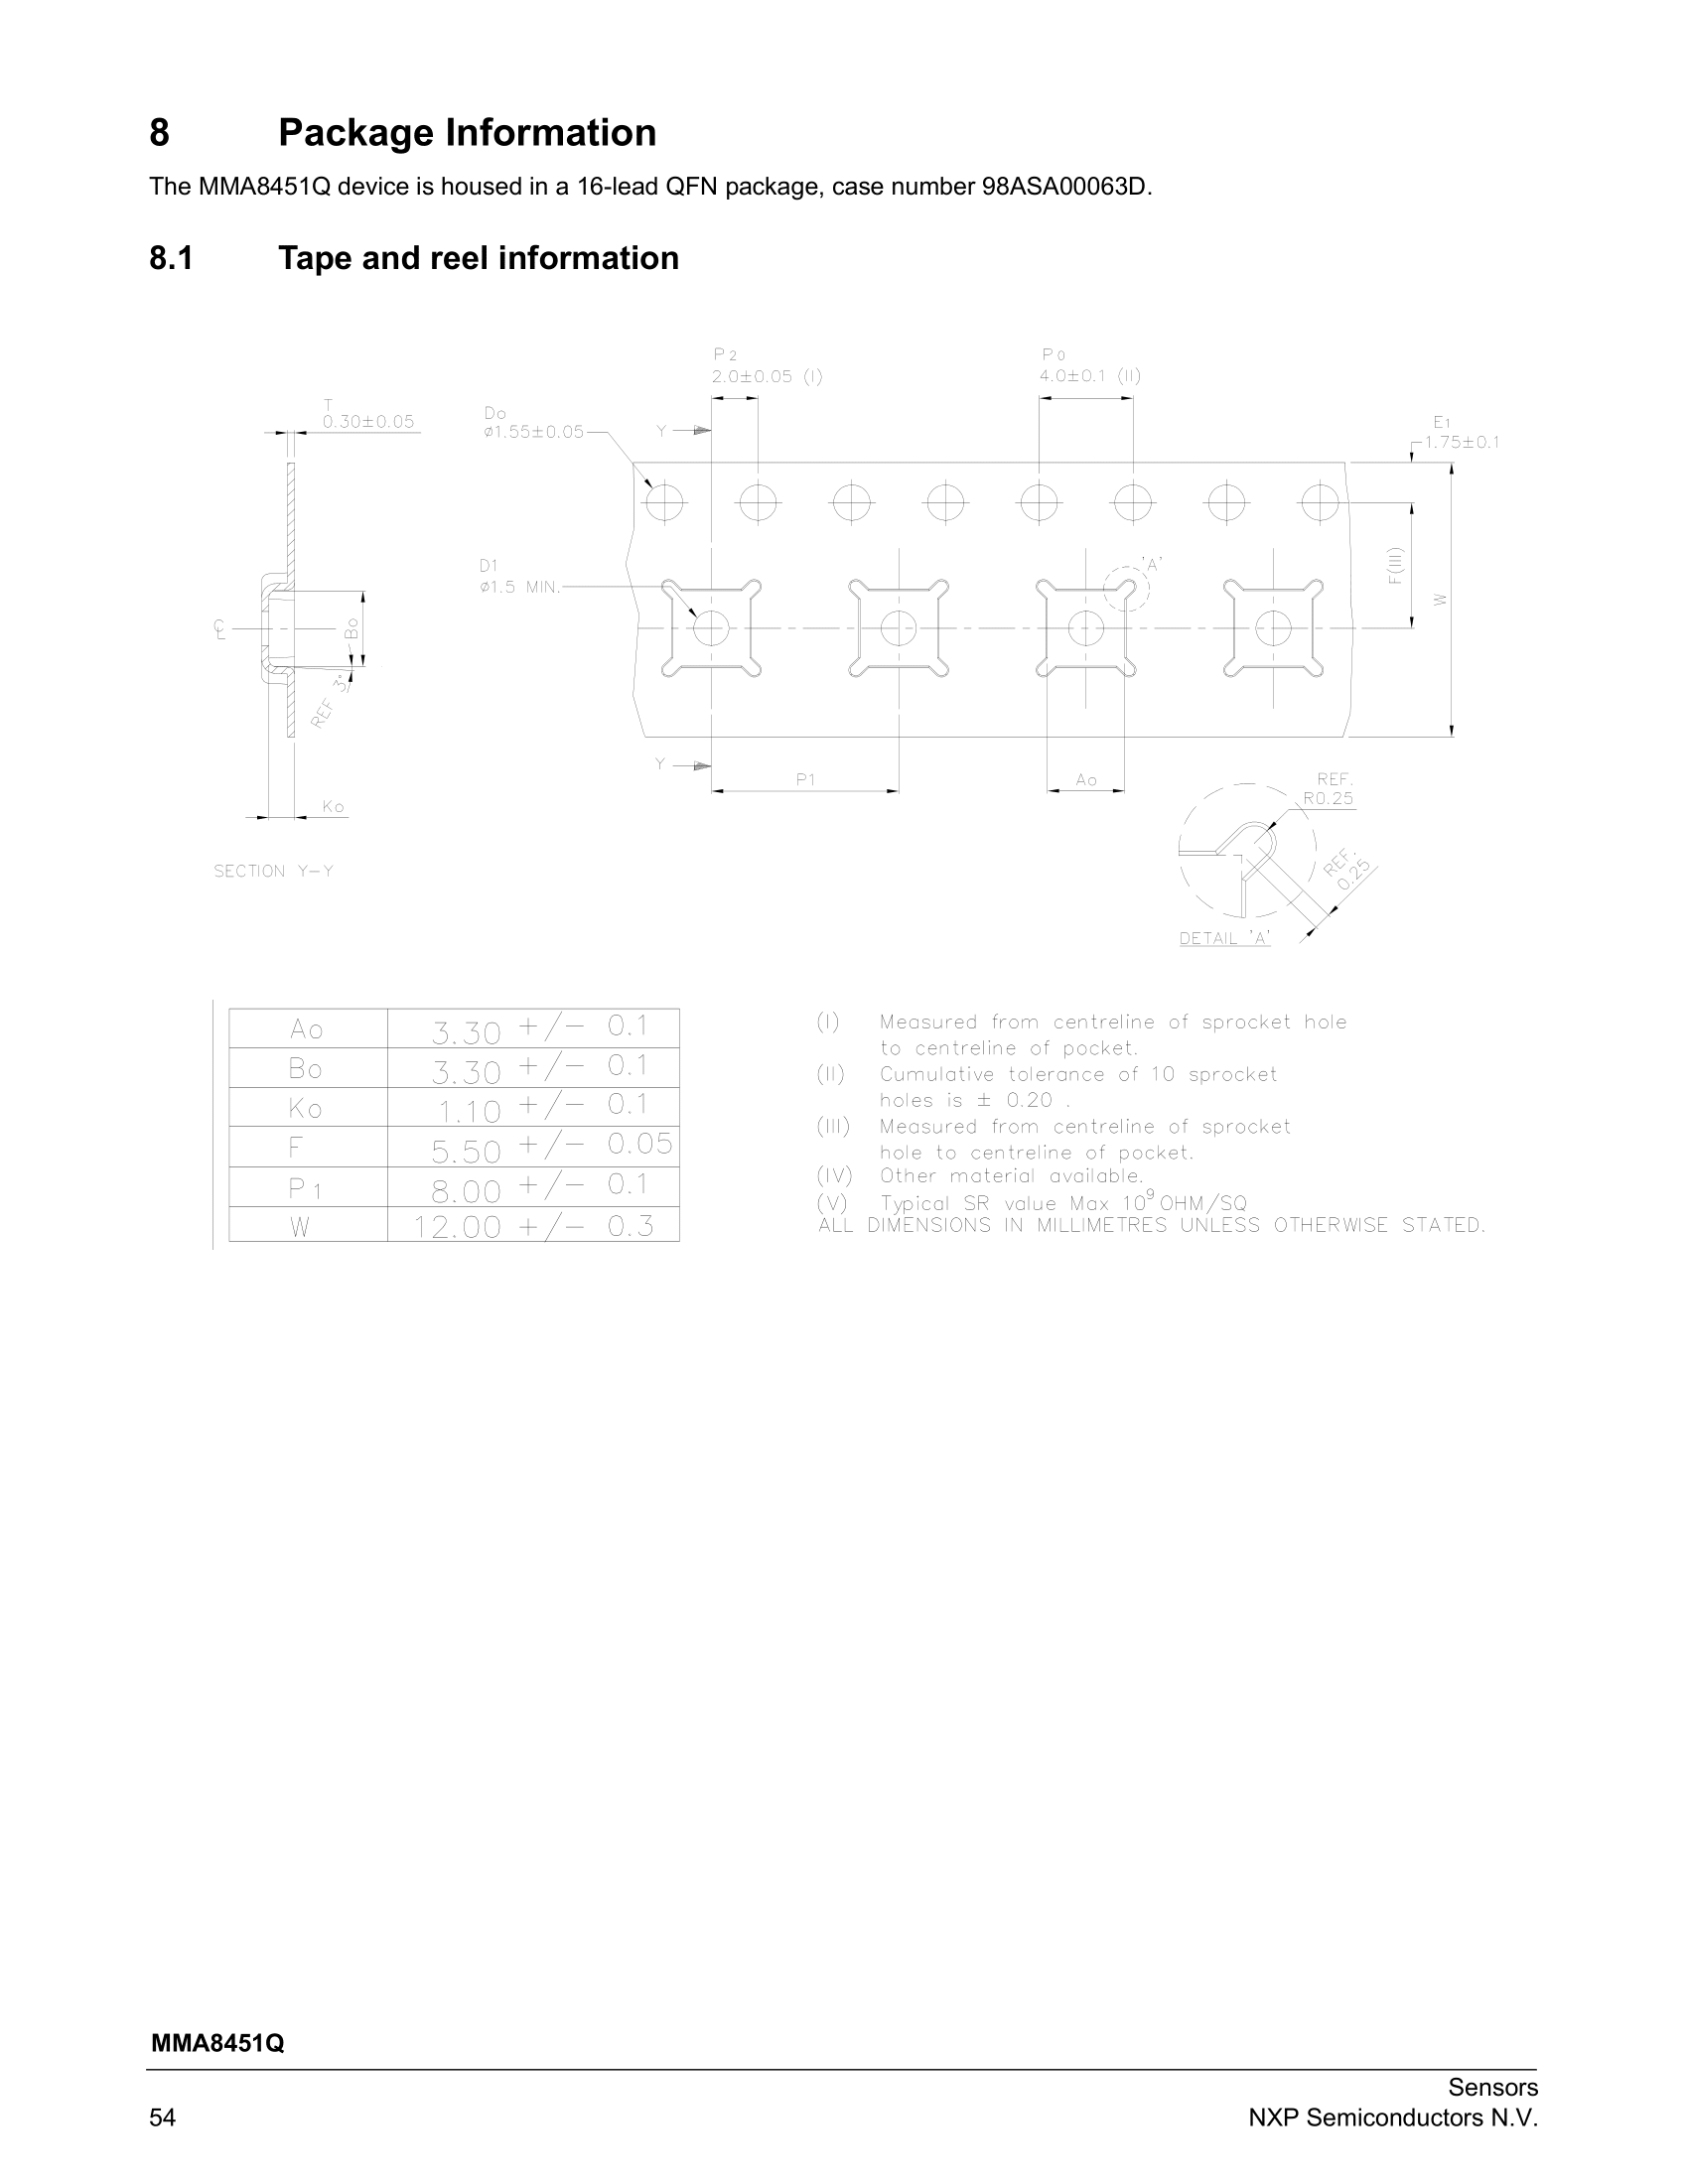 8 Package Information
The MMA8451Q device is housed in a 16-lead QFN package, case number 98ASA00063D.
8.1 Tape and reel information
P2
2.0±0.05 (I)
P0
4.0±0.1 (II)
T
0.30±0.05
Do
ø1.55±0.05
Y
E1
1.75±0.1
D1
ø1.5 MIN.
'A'
F(III)
W
℄
Bo
REF 3°
Y
P1
Ao
Ko
REF.
R0.25
REF.
0.25
SECTION Y-Y
DETAIL 'A'
Ao 3.30 +/- 0.1
Bo 3.30 +/- 0.1
Ko 1.10 +/- 0.1
F 5.50 +/- 0.05
P1 8.00 +/- 0.1
W 12.00 +/- 0.3
(I) Measured from centreline of sprocket hole
to centreline of pocket.
(II) Cumulative tolerance of 10 sprocket
holes is ± 0.20 .
(III) Measured from centreline of sprocket
hole to centreline of pocket.
(IV) Other material available.
(V) Typical SR value Max 10⁹ OHM/SQ
ALL DIMENSIONS IN MILLIMETRES UNLESS OTHERWISE STATED.
MMA8451Q
Sensors
54 NXP Semiconductors N.V.